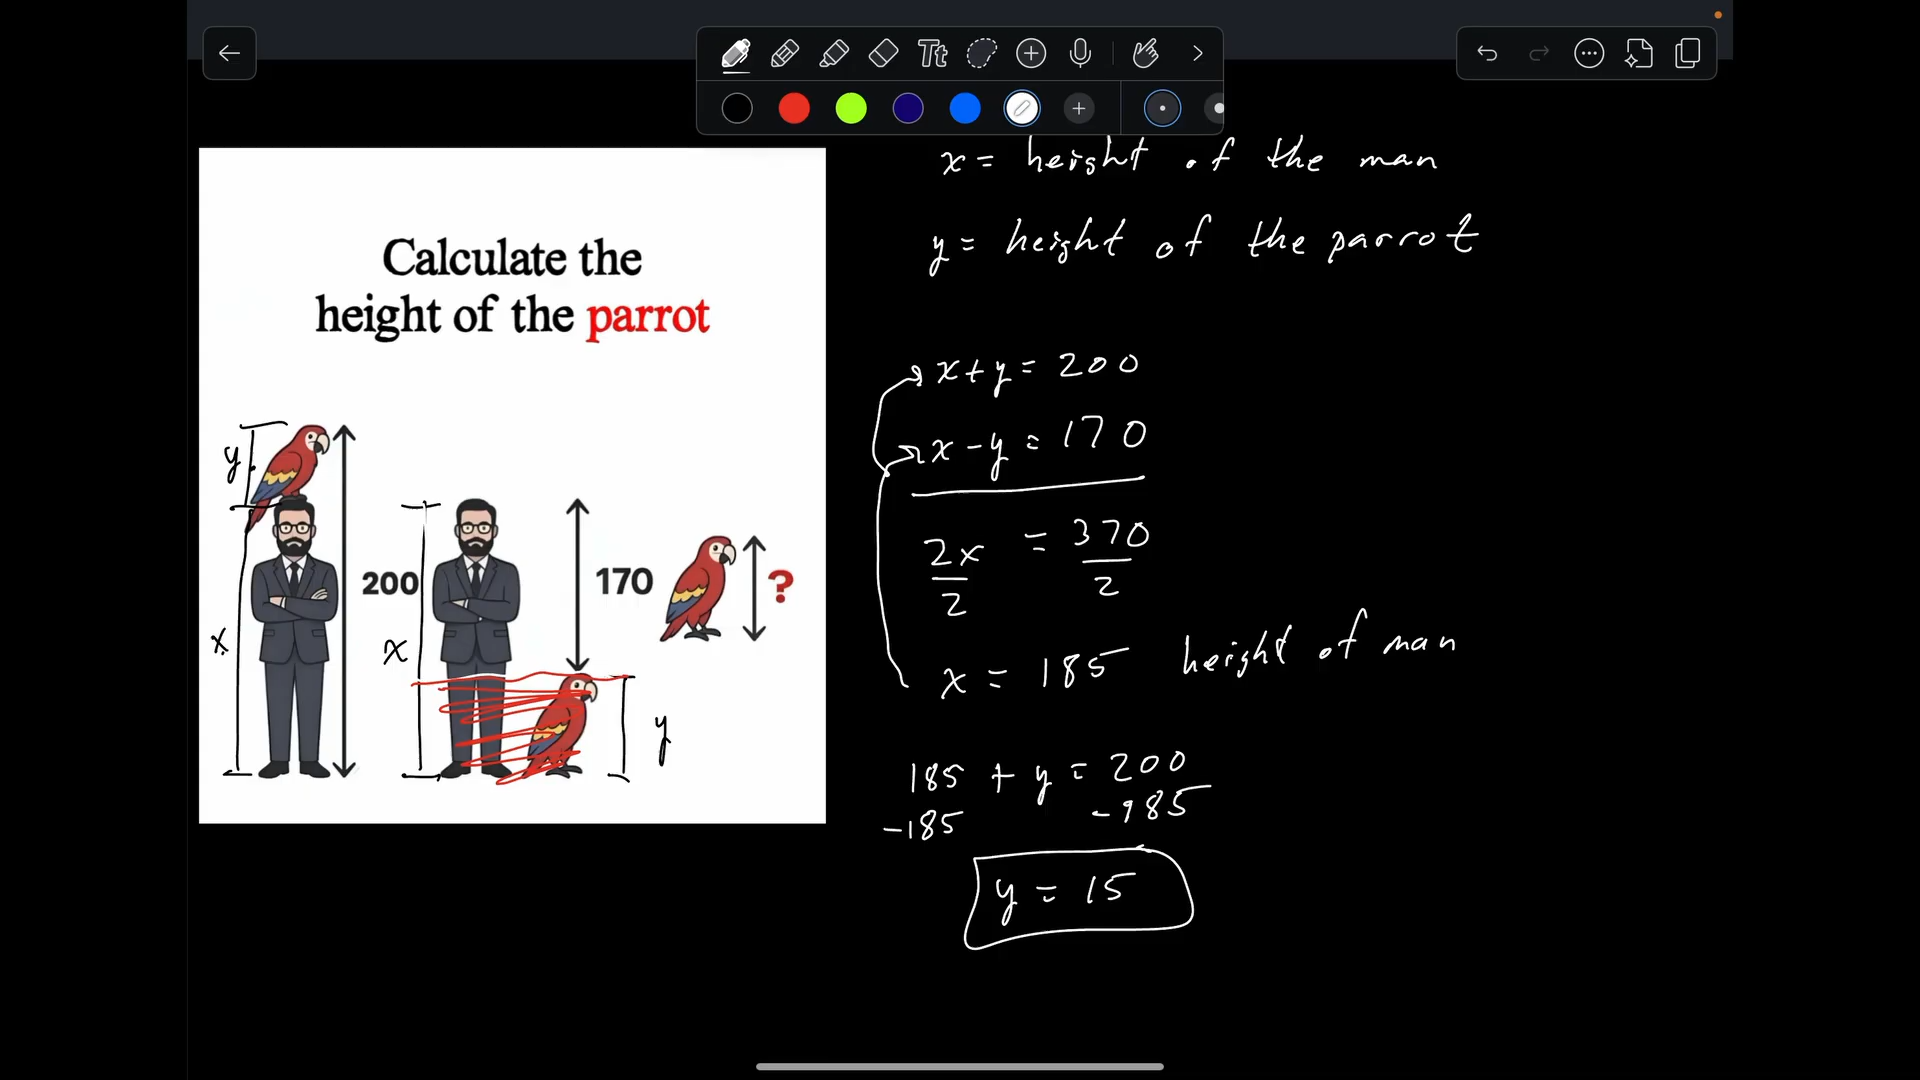 Tt
x = height of the man
y = height of the parrot
Calculate the
height of the parrot
x + y = 200
x - y = 170
2x = 370
2 2
x = 185 height of man
185 + y = 200
-185 -185
y = 15
y
x
200
x
170
?
y